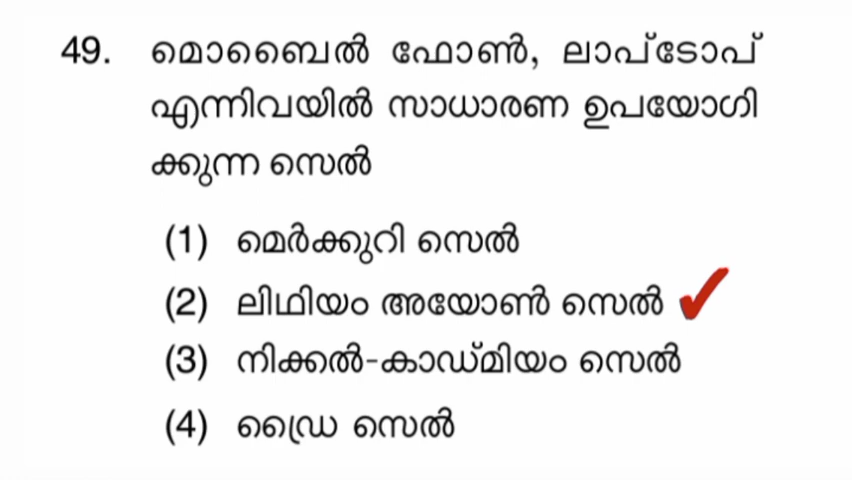 49. മൊബൈൽ ഫോൺ, ലാപ്ടോപ്
എന്നിവയിൽ സാധാരണ ഉപയോഗി
ക്കുന്ന സെൽ
(1) മെർക്കുറി സെൽ
(2) ലിഥിയം അയോൺ സെൽ
(3) നിക്കൽ-കാഡ്മിയം സെൽ
(4) ഡ്രൈ സെൽ